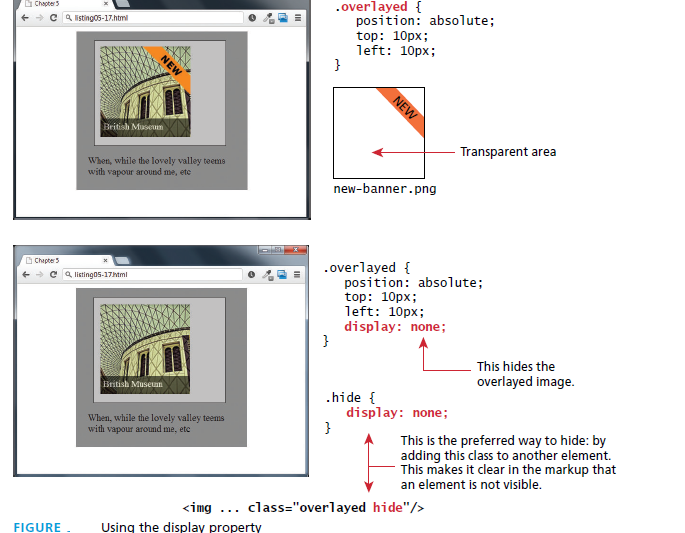 Chapter5
listing05-17.html
NEW
British Museum
When, while the lovely valley teems
with vapour around me, etc
.overlayed {
position: absolute;
top: 10px;
left: 10px;
}
NEW
Transparent area
new-banner.png
Chapter5
listing05-17.html
British Museum
When, while the lovely valley teems
with vapour around me, etc
.overlayed {
position: absolute;
top: 10px;
left: 10px;
display: none;
}
This hides the
overlayed image.
.hide {
display: none;
}
This is the preferred way to hide: by
adding this class to another element.
This makes it clear in the markup that
an element is not visible.
<img ... class="overlayed hide"/>
FIGURE . Using the display property